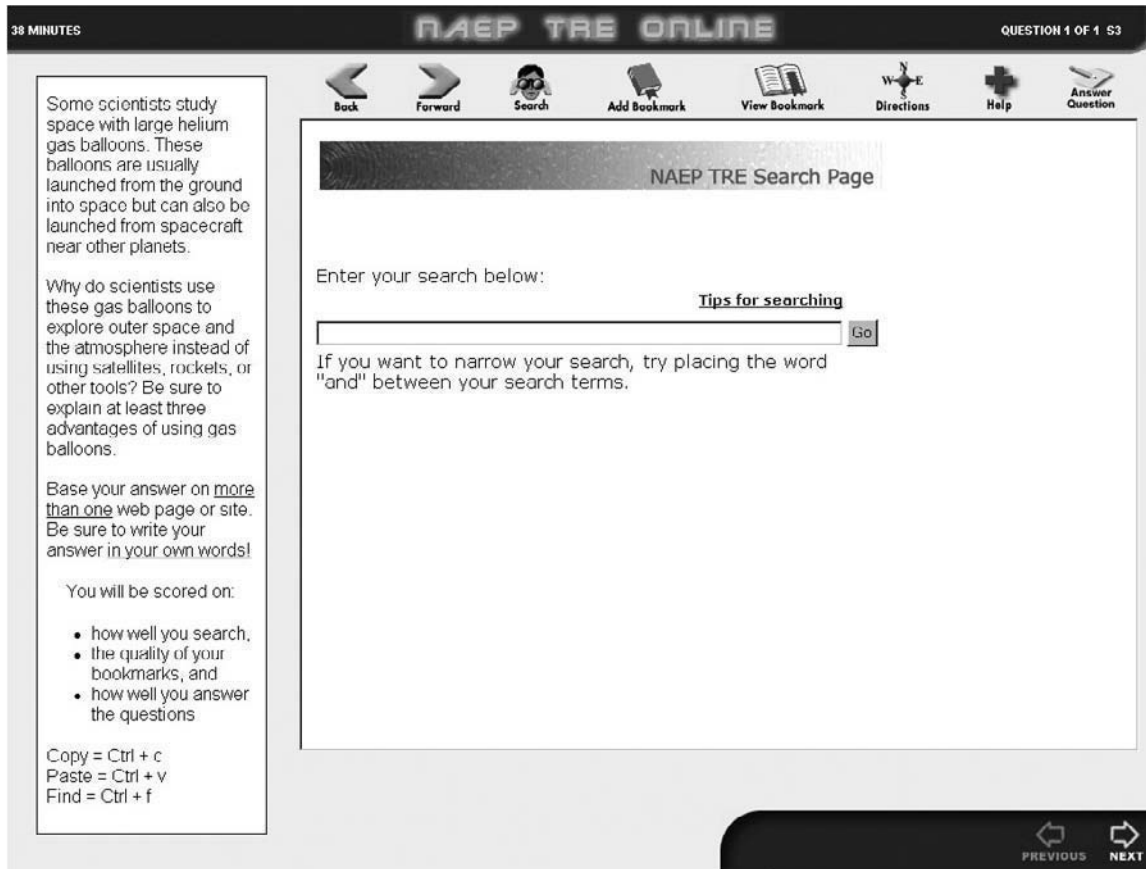 38 MINUTES
NAEP TRE ONLINE
QUESTION 1 OF 1 S3
Back
Forward
Search
Add Bookmark
View Bookmark
N
W E
S
Directions
Help
Answer
Question
Some scientists study
space with large helium
gas balloons. These
balloons are usually
launched from the ground
into space but can also be
launched from spacecraft
near other planets.
Why do scientists use
these gas balloons to
explore outer space and
the atmosphere instead of
using satellites, rockets, or
other tools? Be sure to
explain at least three
advantages of using gas
balloons.
Base your answer on more
than one web page or site.
Be sure to write your
answer in your own words!
You will be scored on:
• how well you search,
• the quality of your
bookmarks, and
• how well you answer
the questions
Copy = Ctrl + c
Paste = Ctrl + v
Find = Ctrl + f
NAEP TRE Search Page
Enter your search below:
Tips for searching
Go
If you want to narrow your search, try placing the word
"and" between your search terms.
PREVIOUS
NEXT